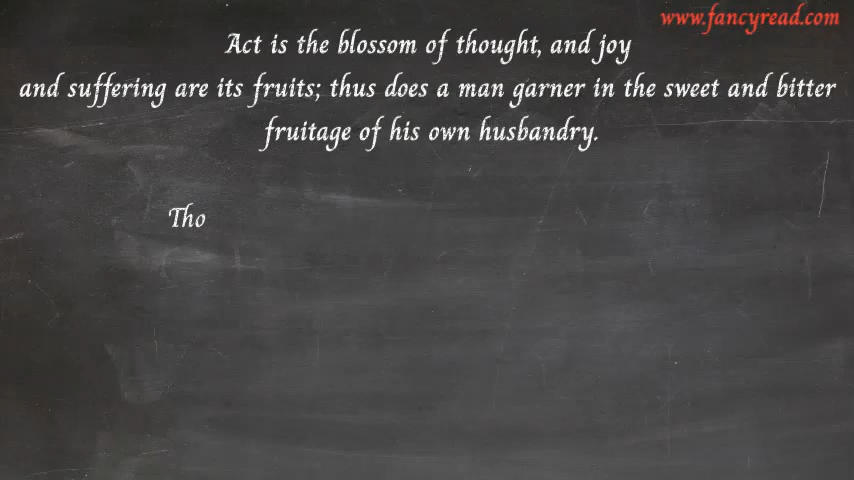 www.fancyread.com
Act is the blossom of thought, and joy
and suffering are its fruits; thus does a man garner in the sweet and bitter
fruitage of his own husbandry.
Tho